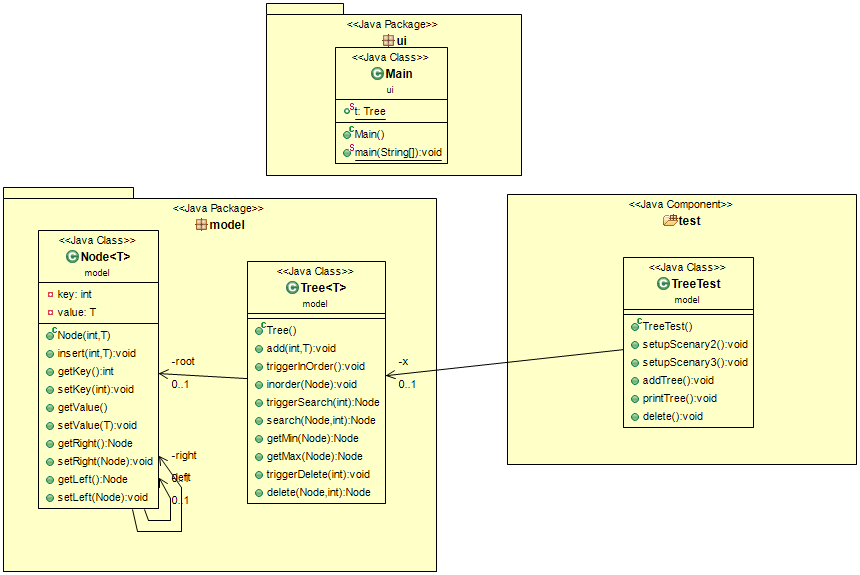 <<Java Package>>
ui
<<Java Class>>
Main
ui
t: Tree
Main()
main(String[]):void
<<Java Package>>
model
<<Java Class>>
Node<T>
model
key: int
value: T
Node(int,T)
insert(int,T):void
getKey():int
setKey(int):void
getValue()
setValue(T):void
getRight():Node
setRight(Node):void
getLeft():Node
setLeft(Node):void
-right
0..1
-root
0..1
<<Java Class>>
Tree<T>
model
Tree()
add(int,T):void
triggerInOrder():void
inorder(Node):void
triggerSearch(int):Node
search(Node,int):Node
getMin(Node):Node
getMax(Node):Node
triggerDelete(int):void
delete(Node,int):Node
-x
0..1
<<Java Component>>
test
<<Java Class>>
TreeTest
model
TreeTest()
setupScenary2():void
setupScenary3():void
addTree():void
printTree():void
delete():void